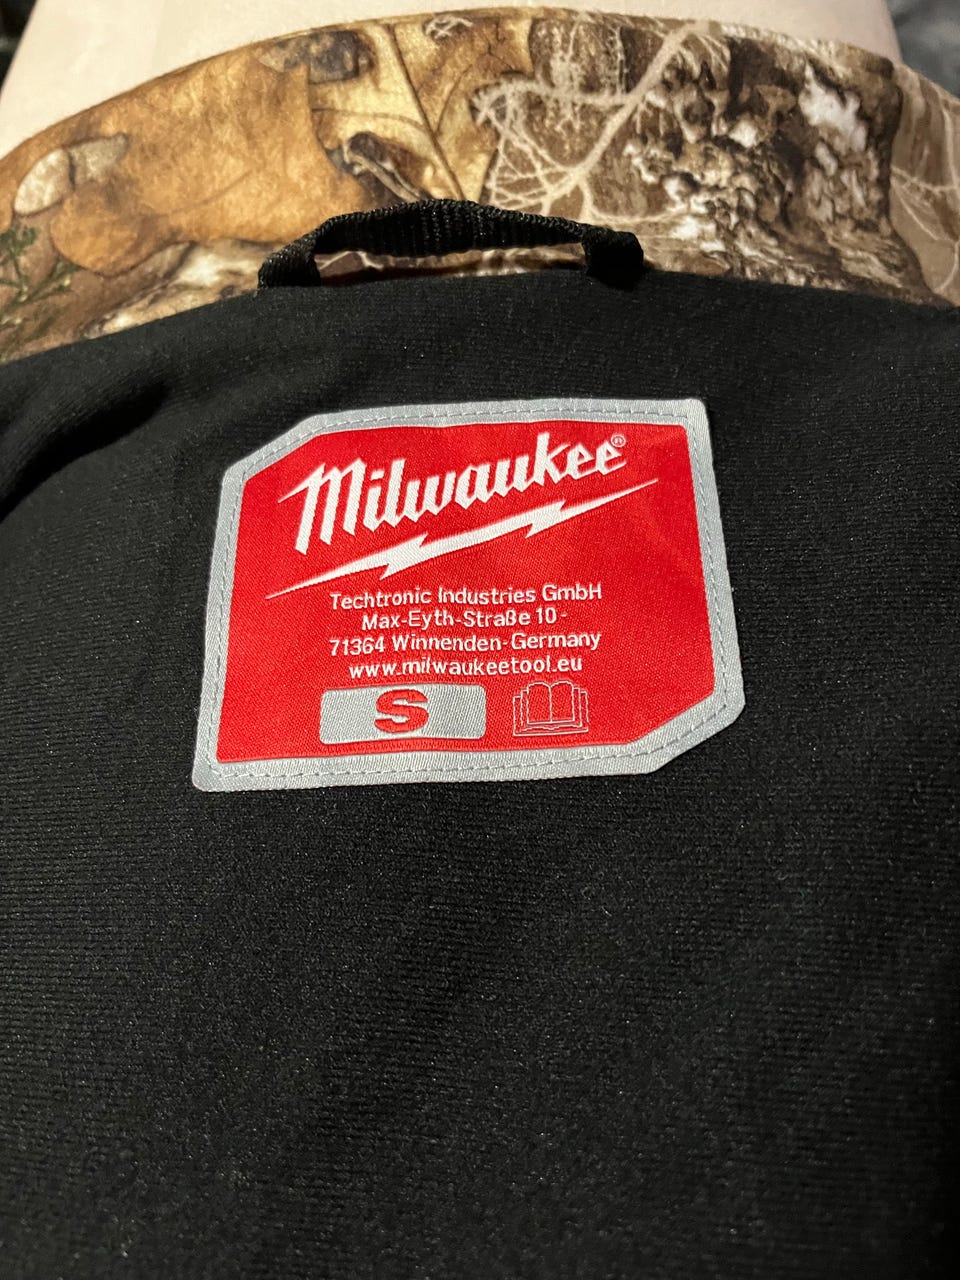 Milwaukee®
Techtronic Industries GmbH
Max-Eyth-Straße 10 -
71364 Winnenden-Germany
www.milwaukeetool.eu
S